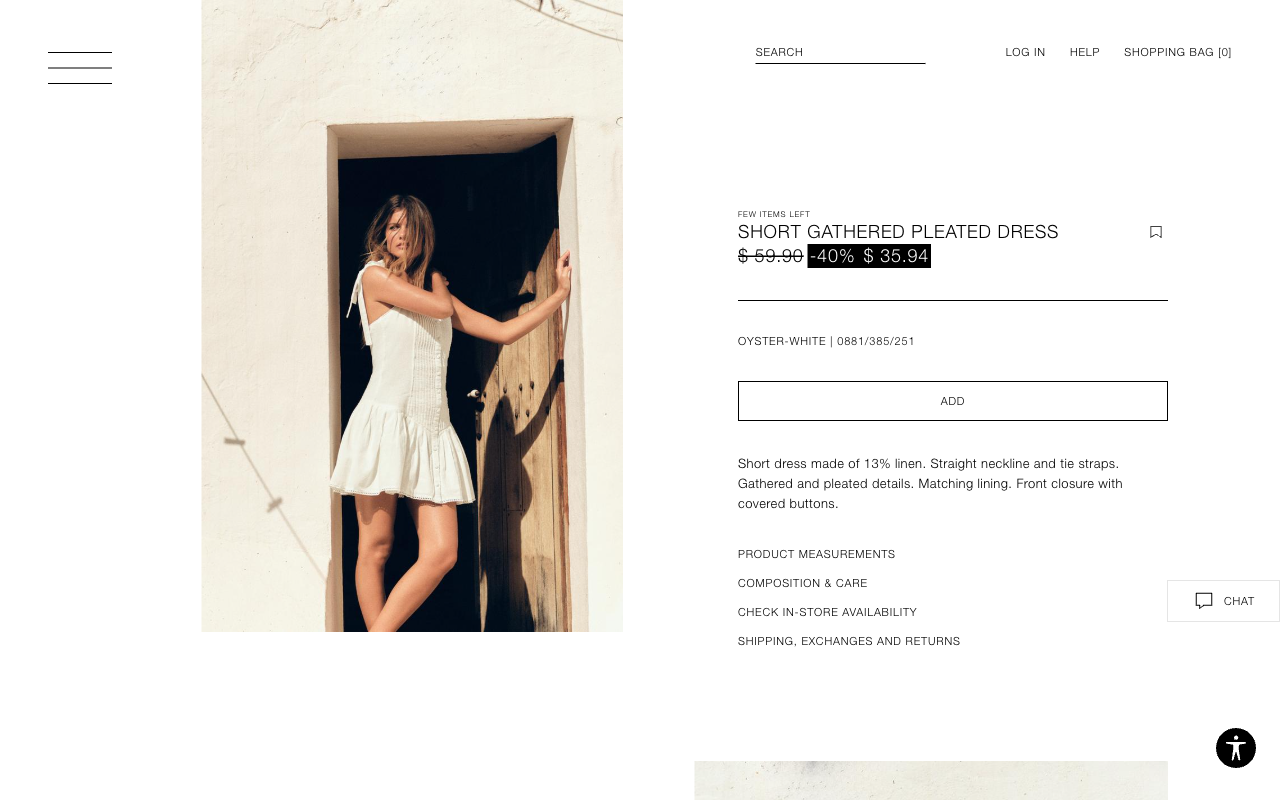 SEARCH
LOG IN
HELP
SHOPPING BAG [0]
FEW ITEMS LEFT
SHORT GATHERED PLEATED DRESS
$ 59.90 -40% $ 35.94
OYSTER-WHITE | 0881/385/251
ADD
Short dress made of 13% linen. Straight neckline and tie straps.
Gathered and pleated details. Matching lining. Front closure with
covered buttons.
PRODUCT MEASUREMENTS
COMPOSITION & CARE
CHECK IN-STORE AVAILABILITY
SHIPPING, EXCHANGES AND RETURNS
CHAT